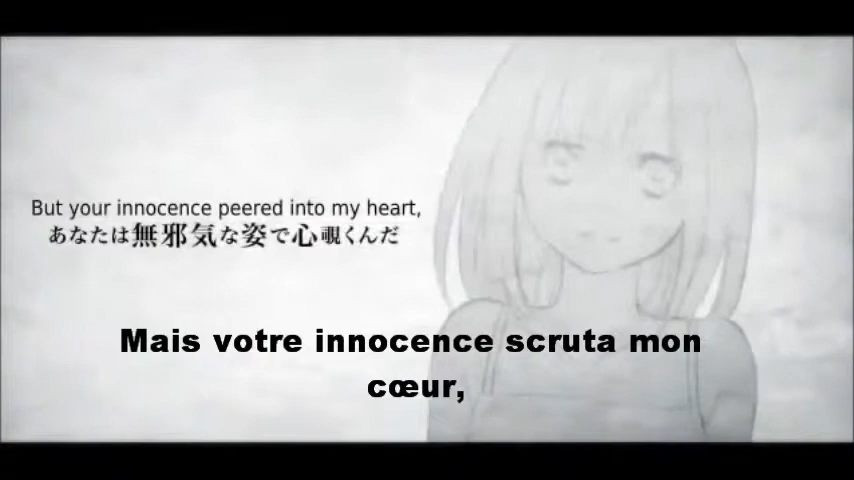 But your innocence peered into my heart,
あなたは無邪気な姿で心覗くんだ
Mais votre innocence scruta mon
cœur,